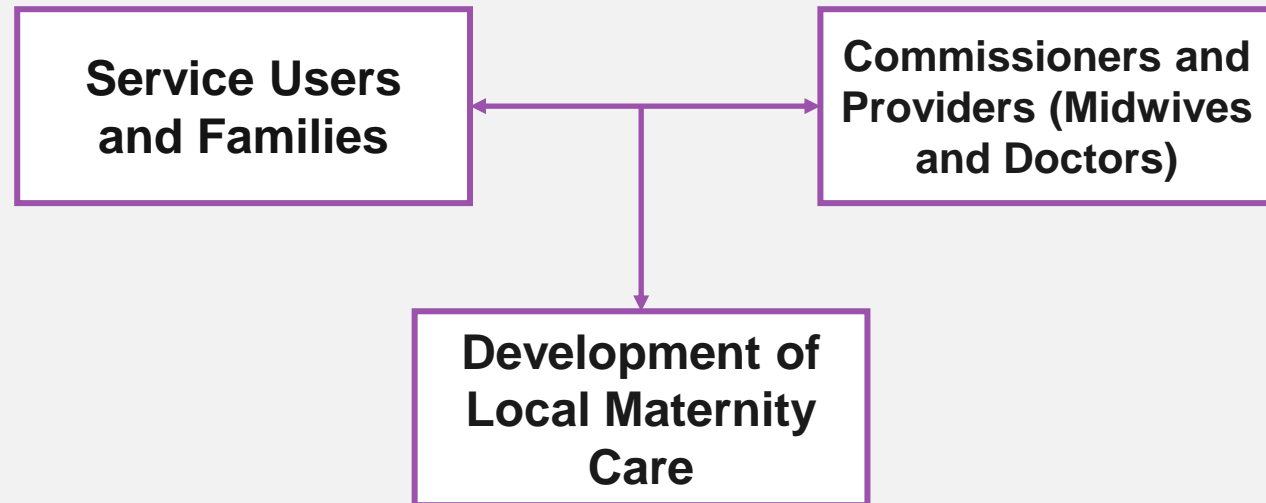 Service Users
and Families
Commissioners and
Providers (Midwives
and Doctors)
Development of
Local Maternity
Care